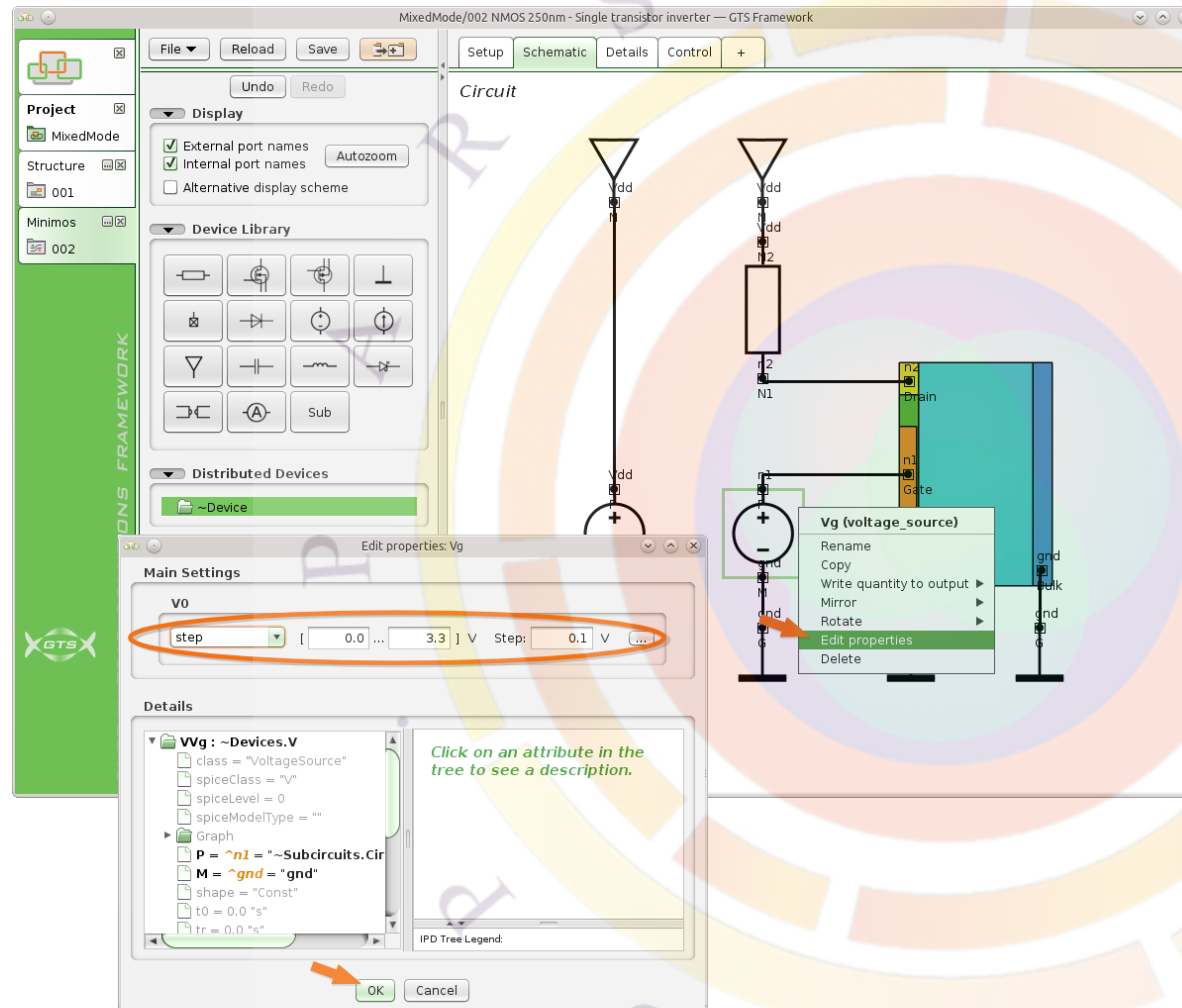 MixedMode/002 NMOS 250nm - Single transistor inverter — GTS Framework
Project
MixedMode
Structure
001
Minimos
002
ONS FRAMEWORK
GTS
File
Reload
Save
Undo
Redo
Display
External port names
Internal port names
Autozoom
Alternative display scheme
Device Library
A
Sub
Distributed Devices
~Device
Setup
Schematic
Details
Control
+
Circuit
Vdd
N
Vdd
N
Vdd
N2
n2
N1
n2
Drain
Vdd
n1
n1
Gate
gnd
M
gnd
G
gnd
Bulk
gnd
G
Vg (voltage_source)
Rename
Copy
Write quantity to output
Mirror
Rotate
Edit properties
Delete
Edit properties: Vg
Main Settings
V0
step [ 0.0 ... 3.3 ] V Step: 0.1 V ...
Details
VVg : ~Devices.V
class = "VoltageSource"
spiceClass = "V"
spiceLevel = 0
spiceModelType = ""
Graph
P = ^n1 = "~Subcircuits.Cir
M = ^gnd = "gnd"
shape = "Const"
t0 = 0.0 "s"
tr = 0.0 "s"
Click on an attribute in the
tree to see a description.
IPD Tree Legend:
OK
Cancel